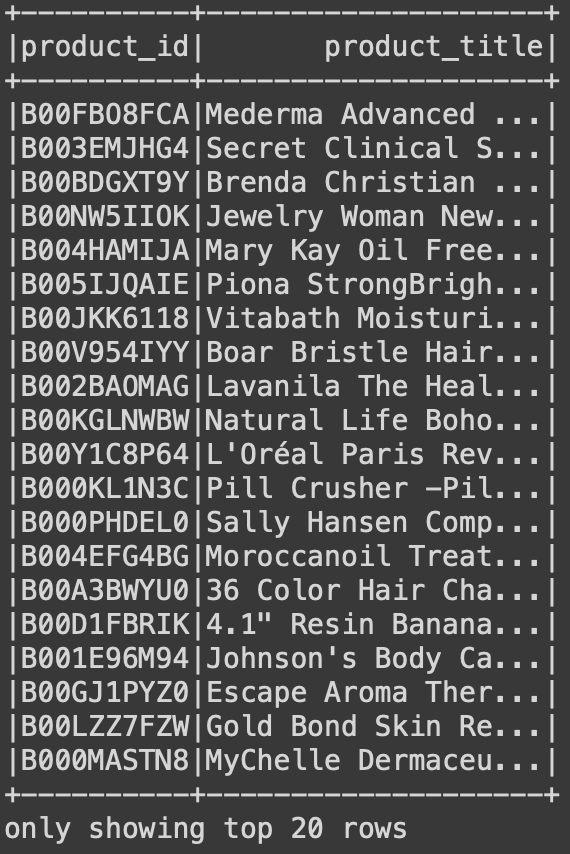 +----------+--------------------+
|product_id|       product_title|
+----------+--------------------+
|B00FBO8FCA|Mederma Advanced ...|
|B003EMJHG4|Secret Clinical S...|
|B00BDGXT9Y|Brenda Christian ...|
|B00NW5IIOK|Jewelry Woman New...|
|B004HAMIJA|Mary Kay Oil Free...|
|B005IJQAIE|Piona StrongBrigh...|
|B00JKK6118|Vitabath Moisturi...|
|B00V954IYY|Boar Bristle Hair...|
|B002BAOMAG|Lavanila The Heal...|
|B00KGLNWBW|Natural Life Boho...|
|B00Y1C8P64|L'Oréal Paris Rev...|
|B000KL1N3C|Pill Crusher –Pil...|
|B000PHDEL0|Sally Hansen Comp...|
|B004EFG4BG|Moroccanoil Treat...|
|B00A3BWYU0|36 Color Hair Cha...|
|B00D1FBRIK|4.1" Resin Banana...|
|B001E96M94|Johnson's Body Ca...|
|B00GJ1PYZ0|Escape Aroma Ther...|
|B00LZZ7FZW|Gold Bond Skin Re...|
|B000MASTN8|MyChelle Dermaceu...|
+----------+--------------------+
only showing top 20 rows